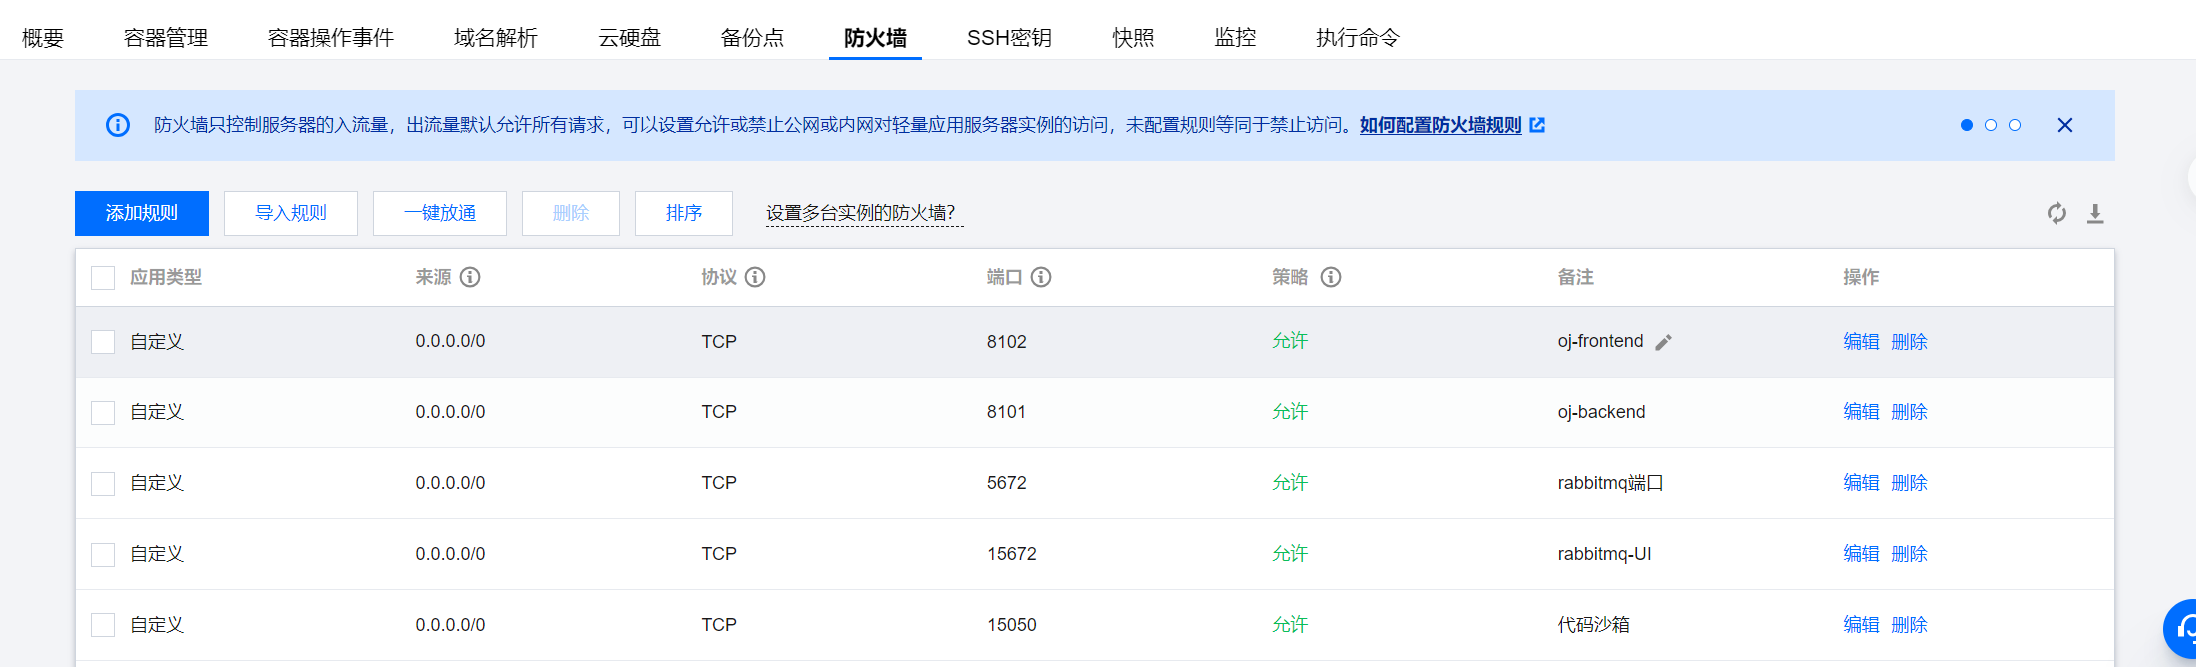 概要 容器管理 容器操作事件 域名解析 云硬盘 备份点 防火墙 SSH密钥 快照 监控 执行命令
防火墙只控制服务器的入流量，出流量默认允许所有请求，可以设置允许或禁止公网或内网对轻量应用服务器实例的访问，未配置规则等同于禁止访问。如何配置防火墙规则
添加规则 导入规则 一键放通 删除 排序 设置多台实例的防火墙？
应用类型 来源 协议 端口 策略 备注 操作
自定义 0.0.0.0/0 TCP 8102 允许 oj-frontend 编辑 删除
自定义 0.0.0.0/0 TCP 8101 允许 oj-backend 编辑 删除
自定义 0.0.0.0/0 TCP 5672 允许 rabbitmq端口 编辑 删除
自定义 0.0.0.0/0 TCP 15672 允许 rabbitmq-UI 编辑 删除
自定义 0.0.0.0/0 TCP 15050 允许 代码沙箱 编辑 删除